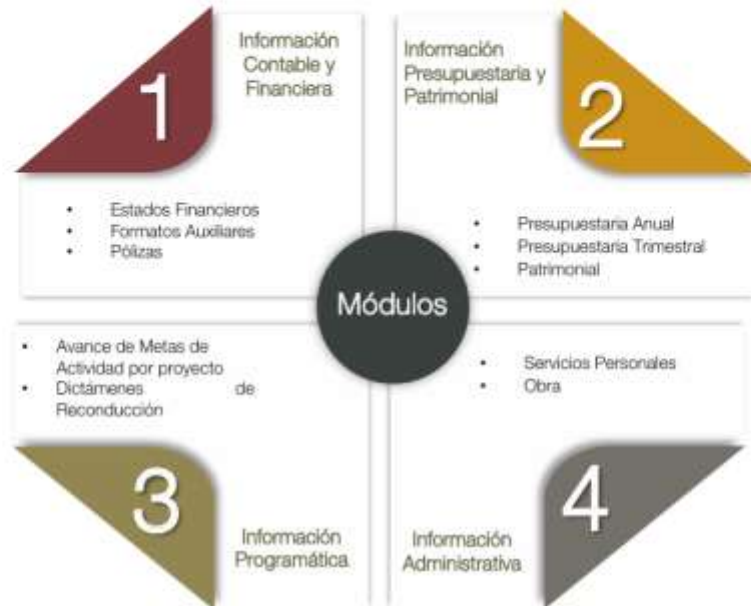 1
Información
Contable y
Financiera
• Estados Financieros
• Formatos Auxiliares
• Pólizas
Información
Presupuestaria y
Patrimonial
2
• Presupuestaria Anual
• Presupuestaria Trimestral
• Patrimonial
Módulos
• Avance de Metas de
Actividad por proyecto
• Dictámenes de
Reconducción
3
Información
Programática
• Servicios Personales
• Obra
4
Información
Administrativa